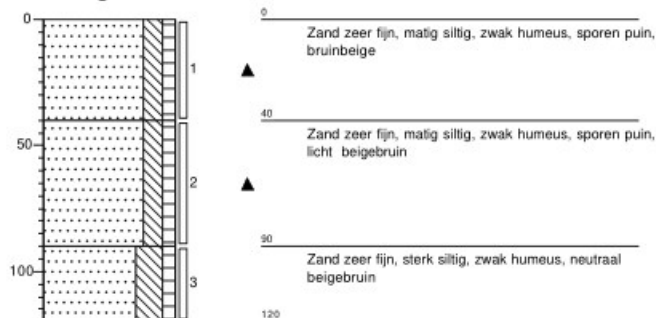 0
0
Zand zeer fijn, matig siltig, zwak humeus, sporen puin,
bruinbeige
1
40
Zand zeer fijn, matig siltig, zwak humeus, sporen puin,
licht beigebruin
50
2
90
Zand zeer fijn, sterk siltig, zwak humeus, neutraal
beigebruin
100
3
120